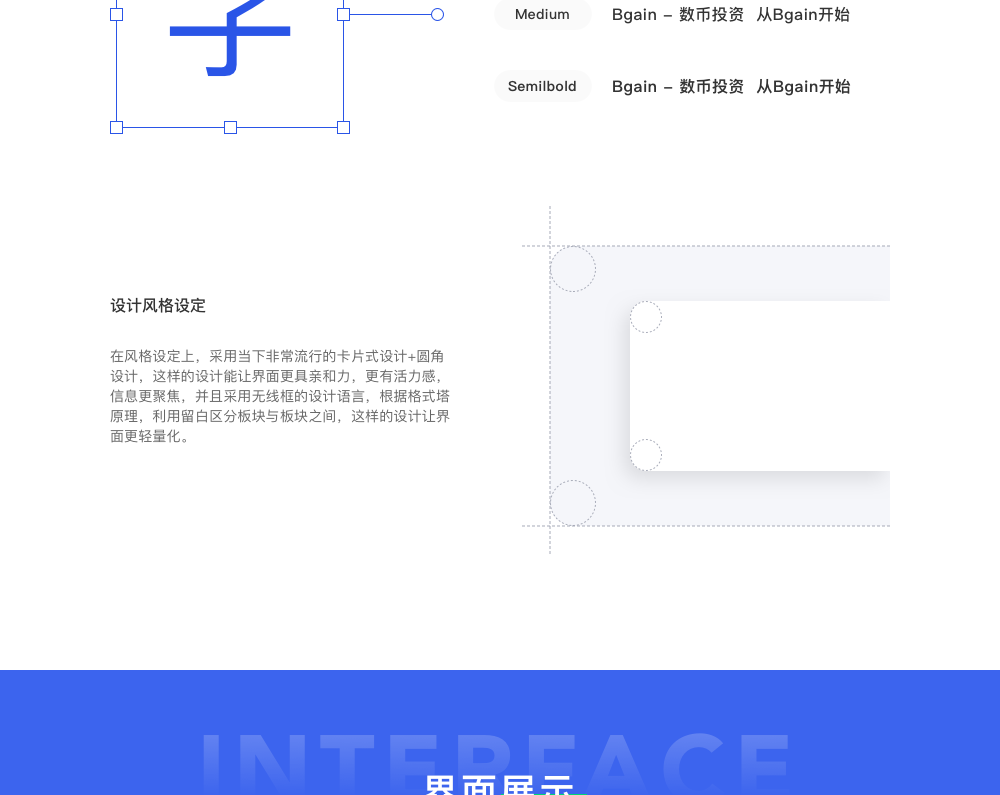 字
Medium
Bgain – 数币投资 从Bgain开始
Semilbold
Bgain – 数币投资 从Bgain开始
设计风格设定
在风格设定上，采用当下非常流行的卡片式设计+圆角
设计，这样的设计能让界面更具亲和力，更有活力感，
信息更聚焦，并且采用无线框的设计语言，根据格式塔
原理，利用留白区分板块与板块之间，这样的设计让界
面更轻量化。
INTERFACE
界面展示